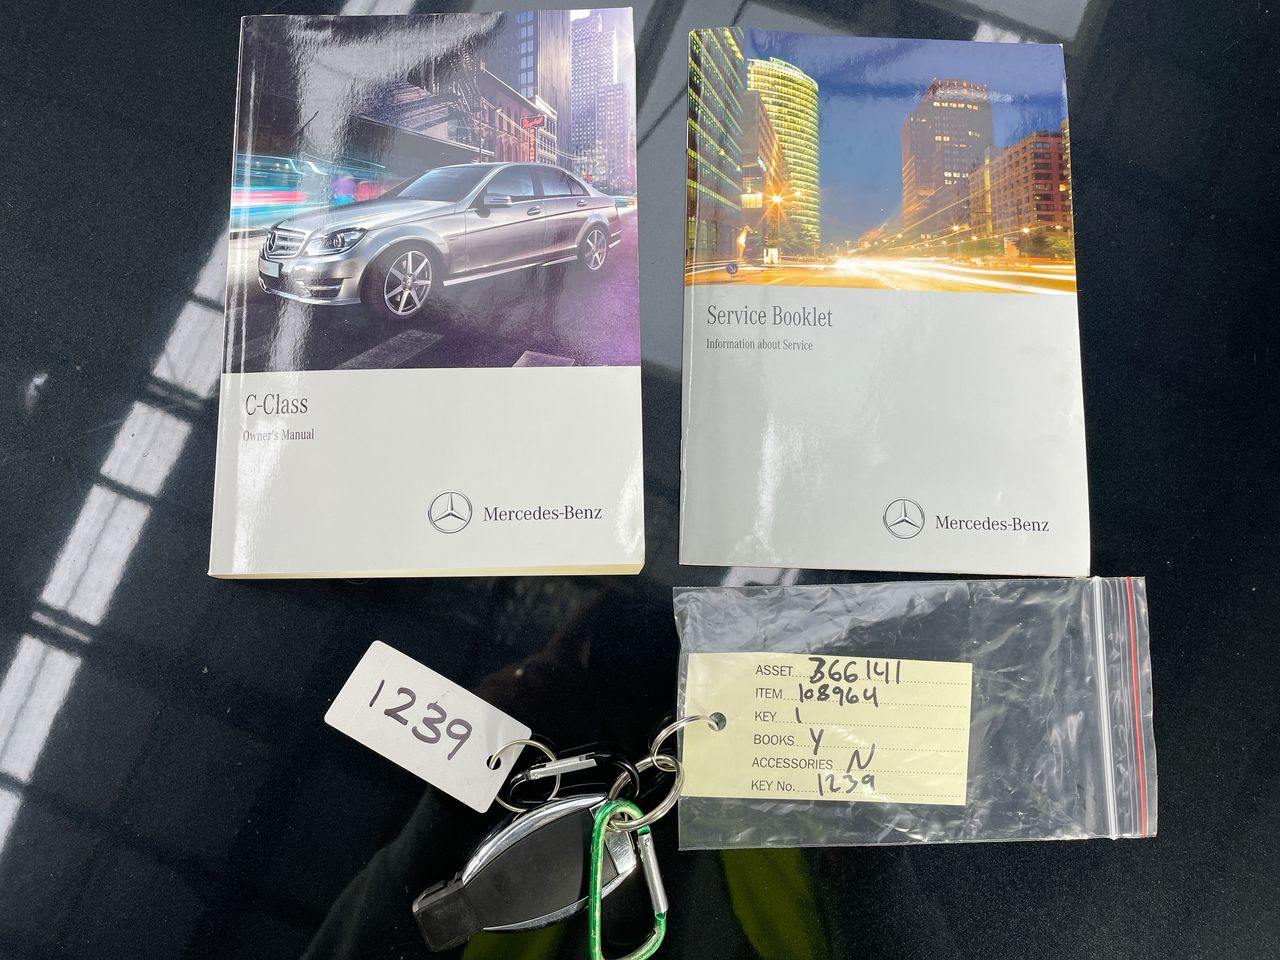 C-Class
Owner's Manual
Mercedes-Benz
Service Booklet
Information about Service
Mercedes-Benz
1239
ASSET 366141
ITEM 108964
KEY 1
BOOKS Y
ACCESSORIES N
KEY No. 1239